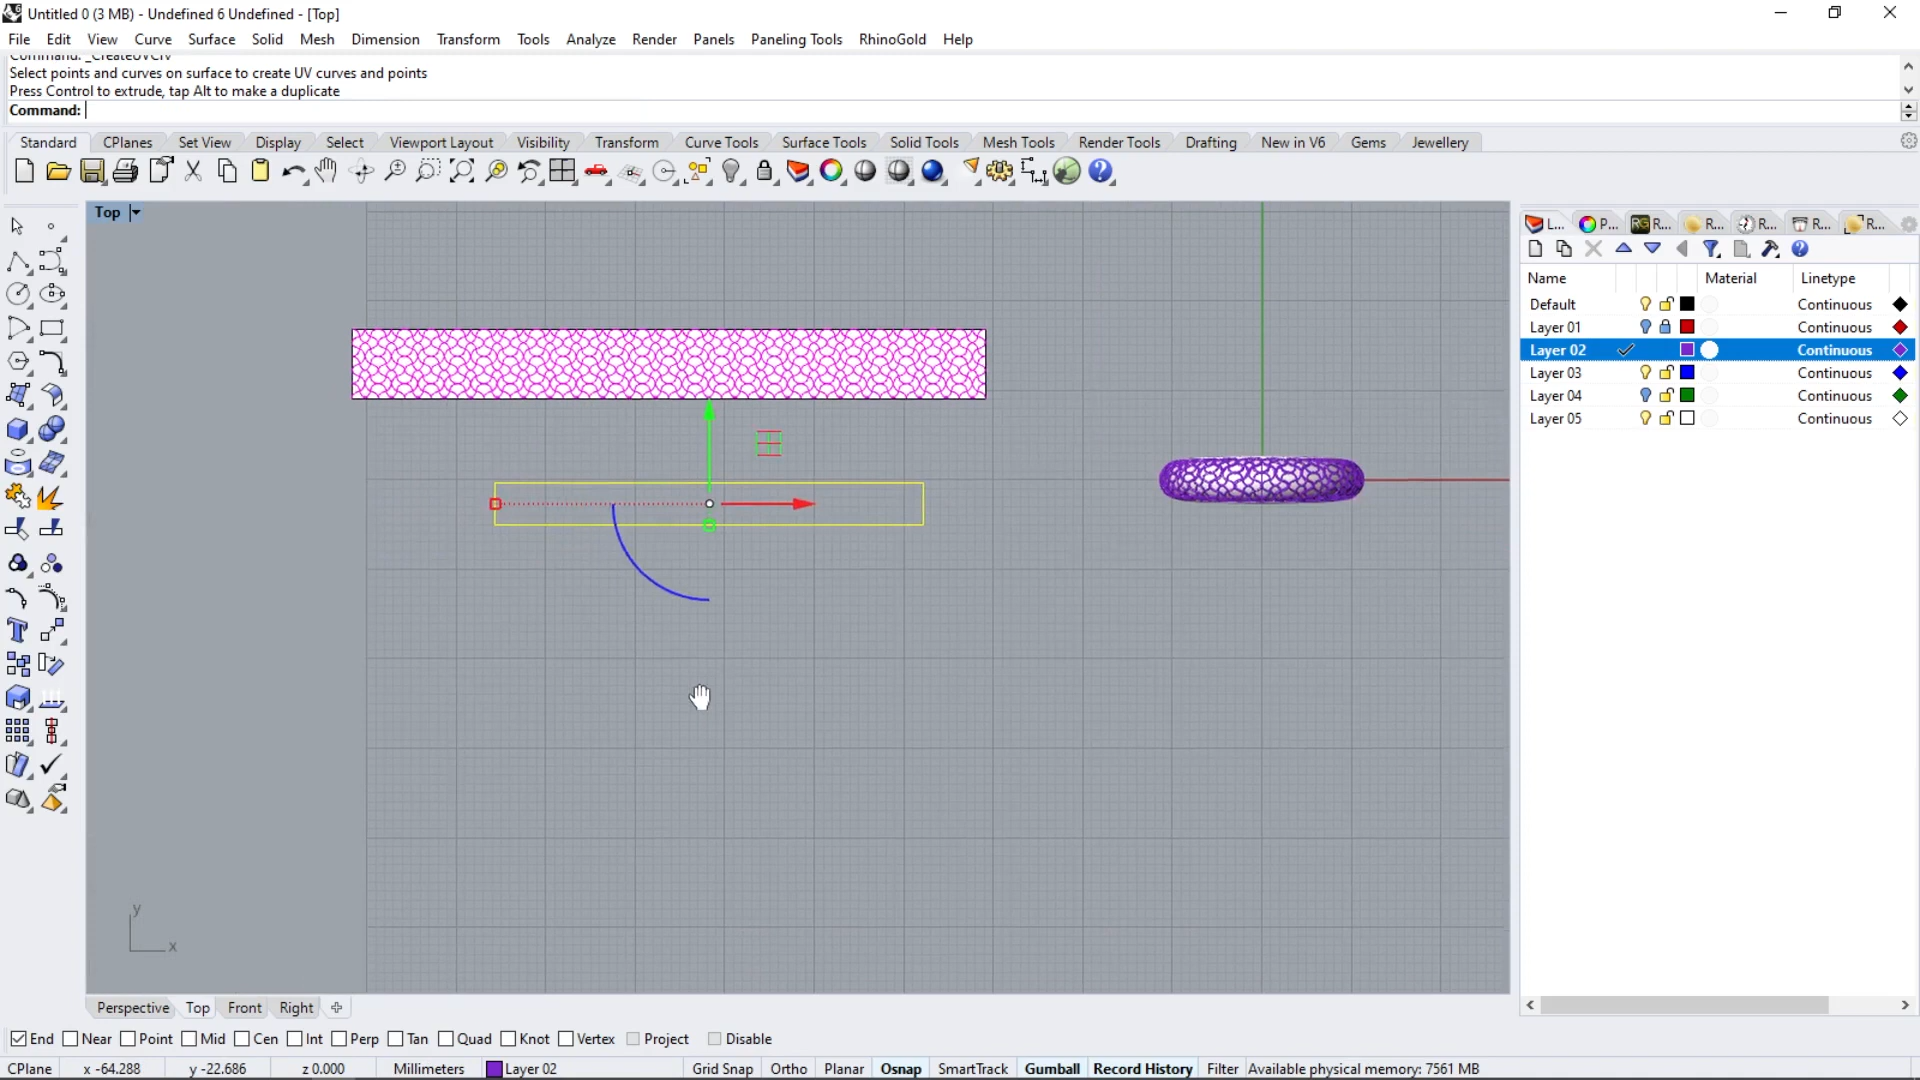 Untitled 0 (3 MB) - Undefined 6 Undefined - [Top]
File Edit View Curve Surface Solid Mesh Dimension Transform Tools Analyze Render Panels Paneling Tools RhinoGold Help
Command: _CreateUVCrv
Select points and curves on surface to create UV curves and points
Press Control to extrude, tap Alt to make a duplicate
Command:
Standard CPlanes Set View Display Select Viewport Layout Visibility Transform Curve Tools Surface Tools Solid Tools Mesh Tools Render Tools Drafting New in V6 Gems Jewellery
Top
L... P... RG R... R... R... R... R...
Name Material Linetype
Default Continuous
Layer 01 Continuous
Layer 02 Continuous
Layer 03 Continuous
Layer 04 Continuous
Layer 05 Continuous
y
x
Perspective Top Front Right
End Near Point Mid Cen Int Perp Tan Quad Knot Vertex Project Disable
CPlane x -64.288 y -22.686 z 0.000 Millimeters Layer 02 Grid Snap Ortho Planar Osnap SmartTrack Gumball Record History Filter Available physical memory: 7561 MB